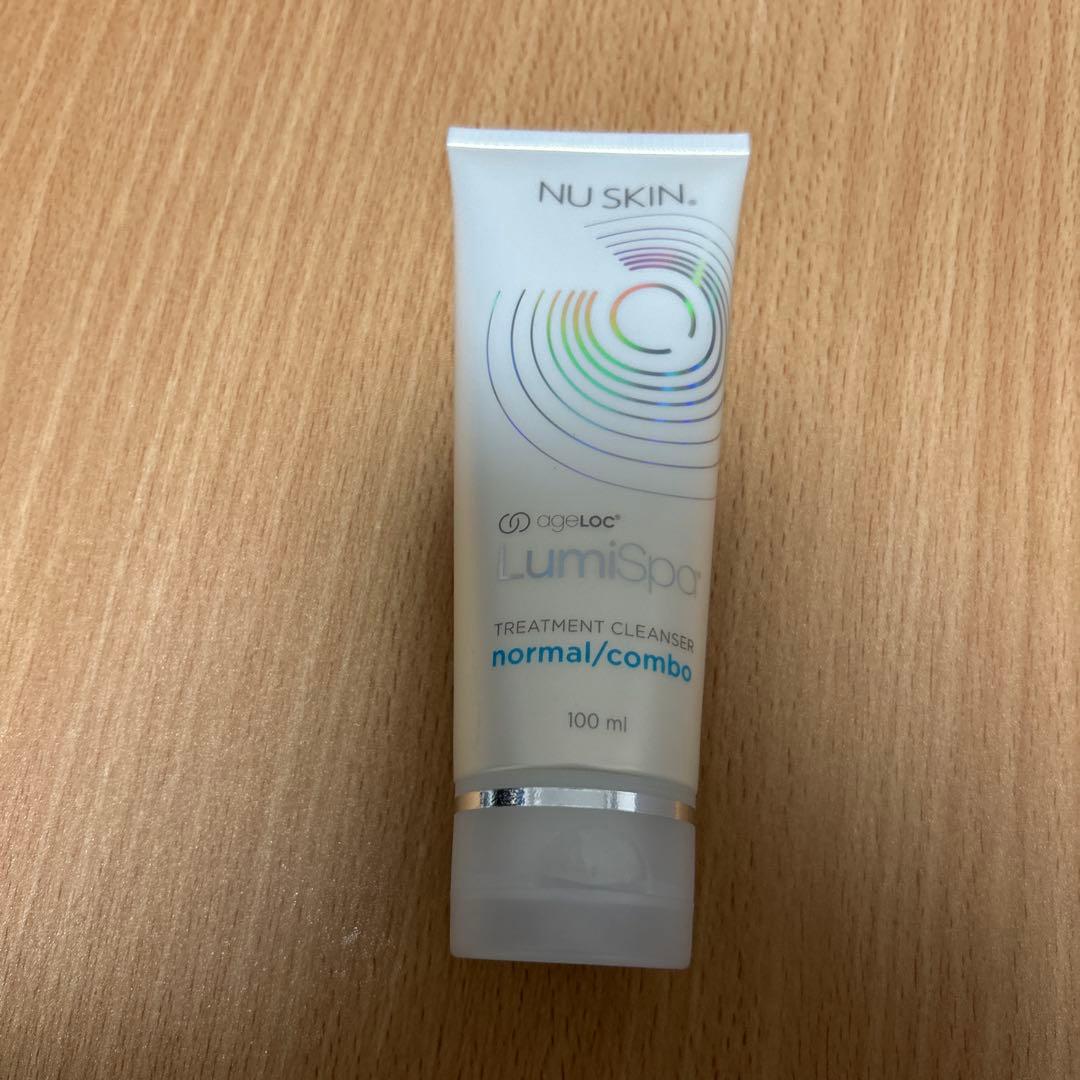 NU SKIN®
ageLOC®
LumiSpa®
TREATMENT CLEANSER
normal/combo
100 ml